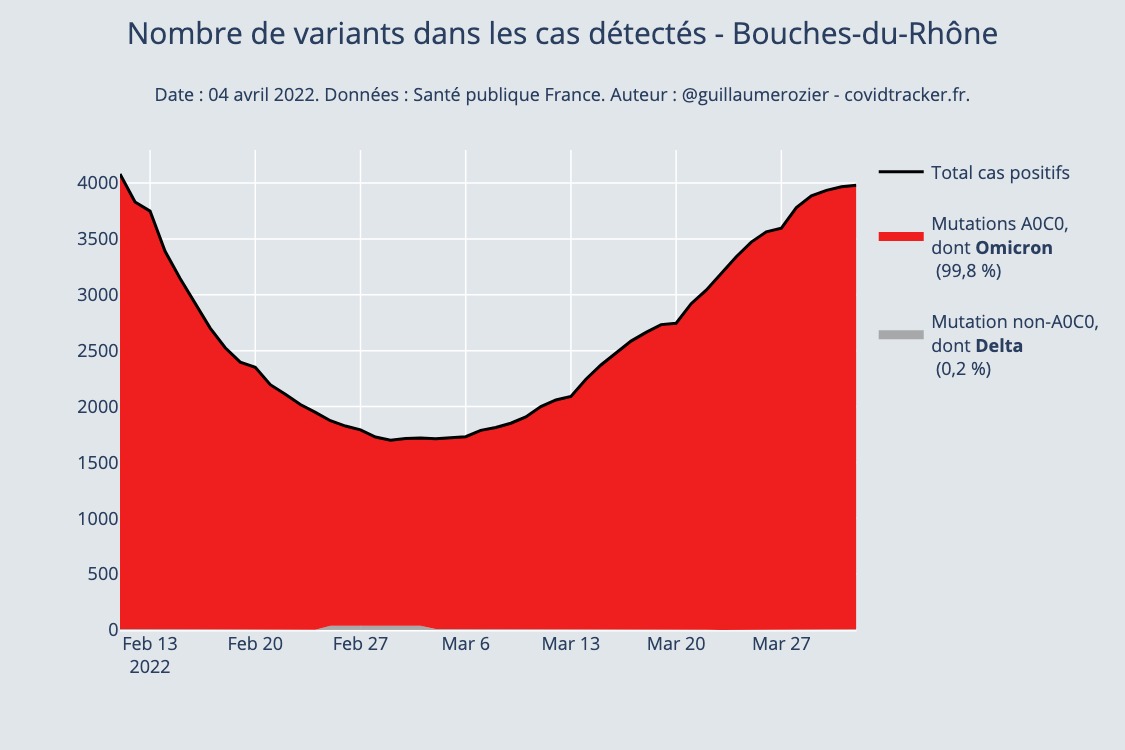 Nombre de variants dans les cas détectés - Bouches-du-Rhône
Date : 04 avril 2022. Données : Santé publique France. Auteur : @guillaumerozier - covidtracker.fr.
4000
3500
3000
2500
2000
1500
1000
500
0
Feb 13 Feb 20 Feb 27 Mar 6 Mar 13 Mar 20 Mar 27
2022
Total cas positifs
Mutations A0C0,
dont Omicron
(99,8 %)
Mutation non-A0C0,
dont Delta
(0,2 %)